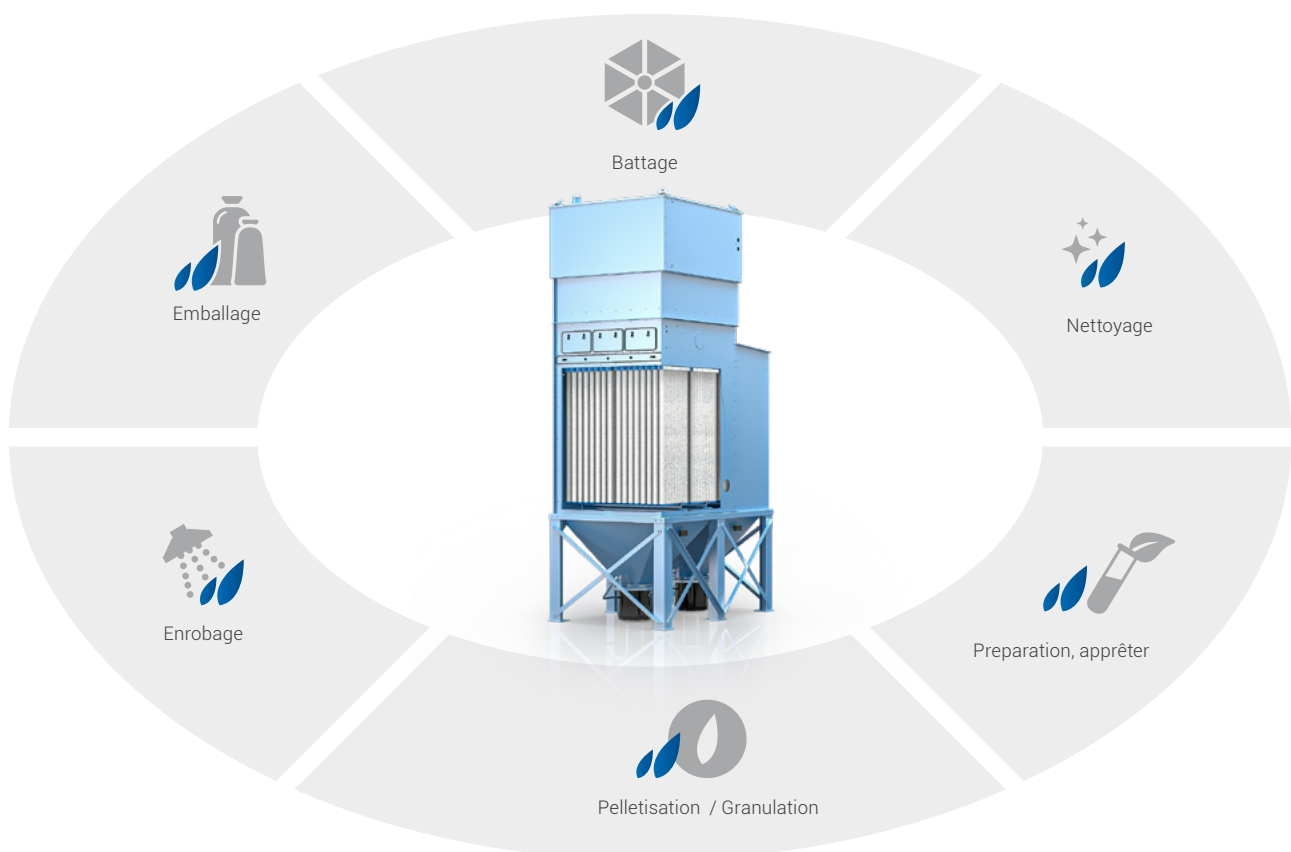 Battage
Nettoyage
Preparation, apprêter
Pelletisation / Granulation
Enrobage
Emballage